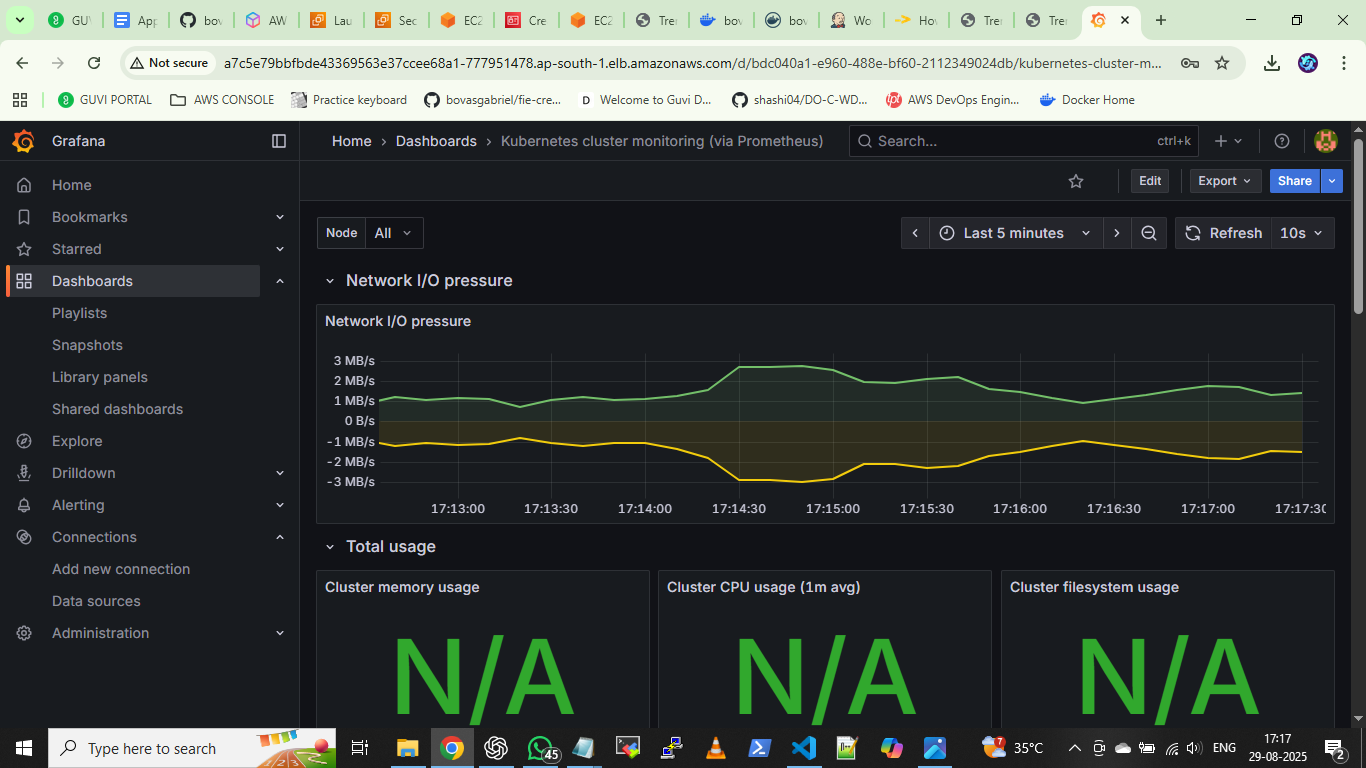 GUV
App
bov
AW
Lau
Sec
EC2
Cre
EC2
Tre
bov
bov
Wo
Hov
Tre
Tre
Not secure
a7c5e79bbfbde43369563e37ccee68a1-777951478.ap-south-1.elb.amazonaws.com/d/bdc040a1-e960-488e-bf60-2112349024db/kubernetes-cluster-m...
GUVI PORTAL
AWS CONSOLE
Practice keyboard
bovasgabriel/fie-cre...
Welcome to Guvi D...
shashi04/DO-C-WD...
AWS DevOps Engin...
Docker Home
Grafana
Home › Dashboards › Kubernetes cluster monitoring (via Prometheus)
Search...
ctrl+k
Edit
Export
Share
Home
Bookmarks
Starred
Dashboards
Playlists
Snapshots
Library panels
Shared dashboards
Explore
Drilldown
Alerting
Connections
Add new connection
Data sources
Administration
Node
All
Last 5 minutes
Refresh
10s
Network I/O pressure
Network I/O pressure
3 MB/s
2 MB/s
1 MB/s
0 B/s
-1 MB/s
-2 MB/s
-3 MB/s
17:13:00
17:13:30
17:14:00
17:14:30
17:15:00
17:15:30
17:16:00
17:16:30
17:17:00
17:17:30
Total usage
Cluster memory usage
N/A
Cluster CPU usage (1m avg)
N/A
Cluster filesystem usage
N/A
Type here to search
45
7
35°C
ENG
17:17
29-08-2025
2